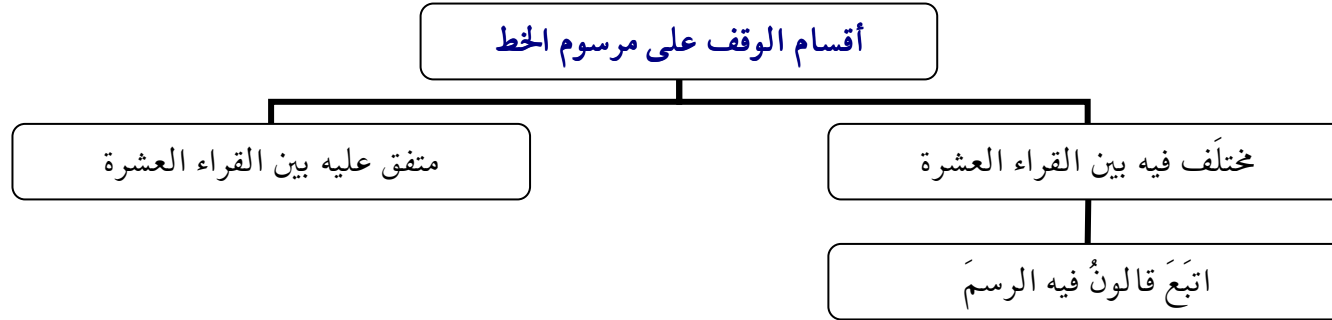 أقسام الوقف على مرسوم الخط
مختلَف فيه بين القراء العشرة
متفق عليه بين القراء العشرة
اتبَعَ قالونُ فيه الرسمَ